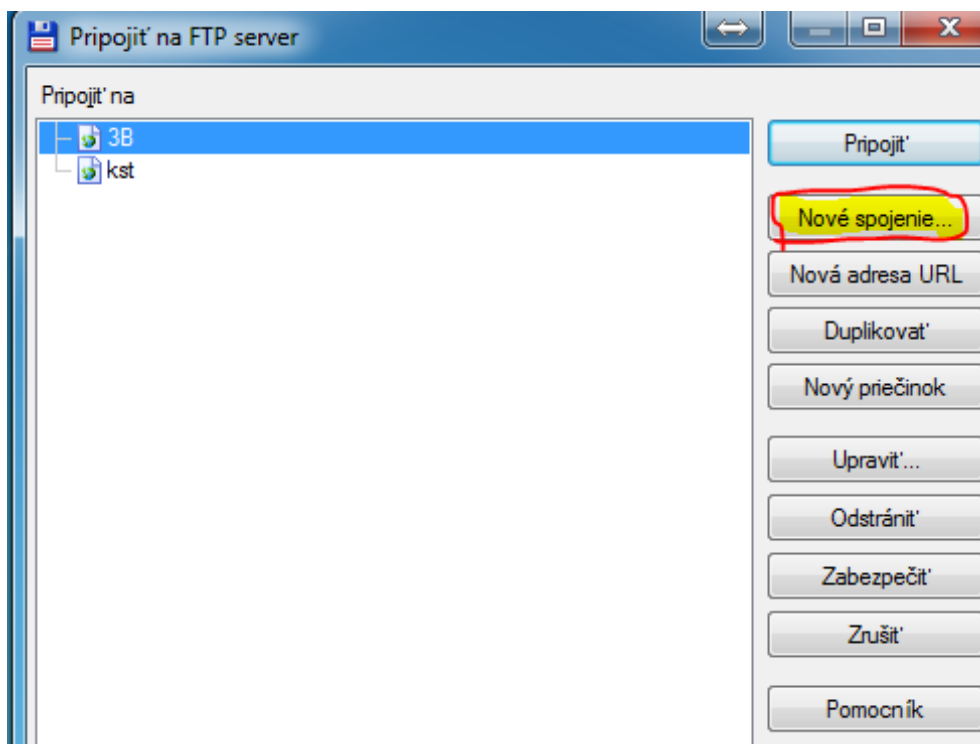 Pripojiť na FTP server
Pripojiť na
3B
kst
Pripojiť
Nové spojenie...
Nová adresa URL
Duplikovať
Nový priečinok
Upraviť...
Odstrániť
Zabezpečiť
Zrušiť
Pomocník